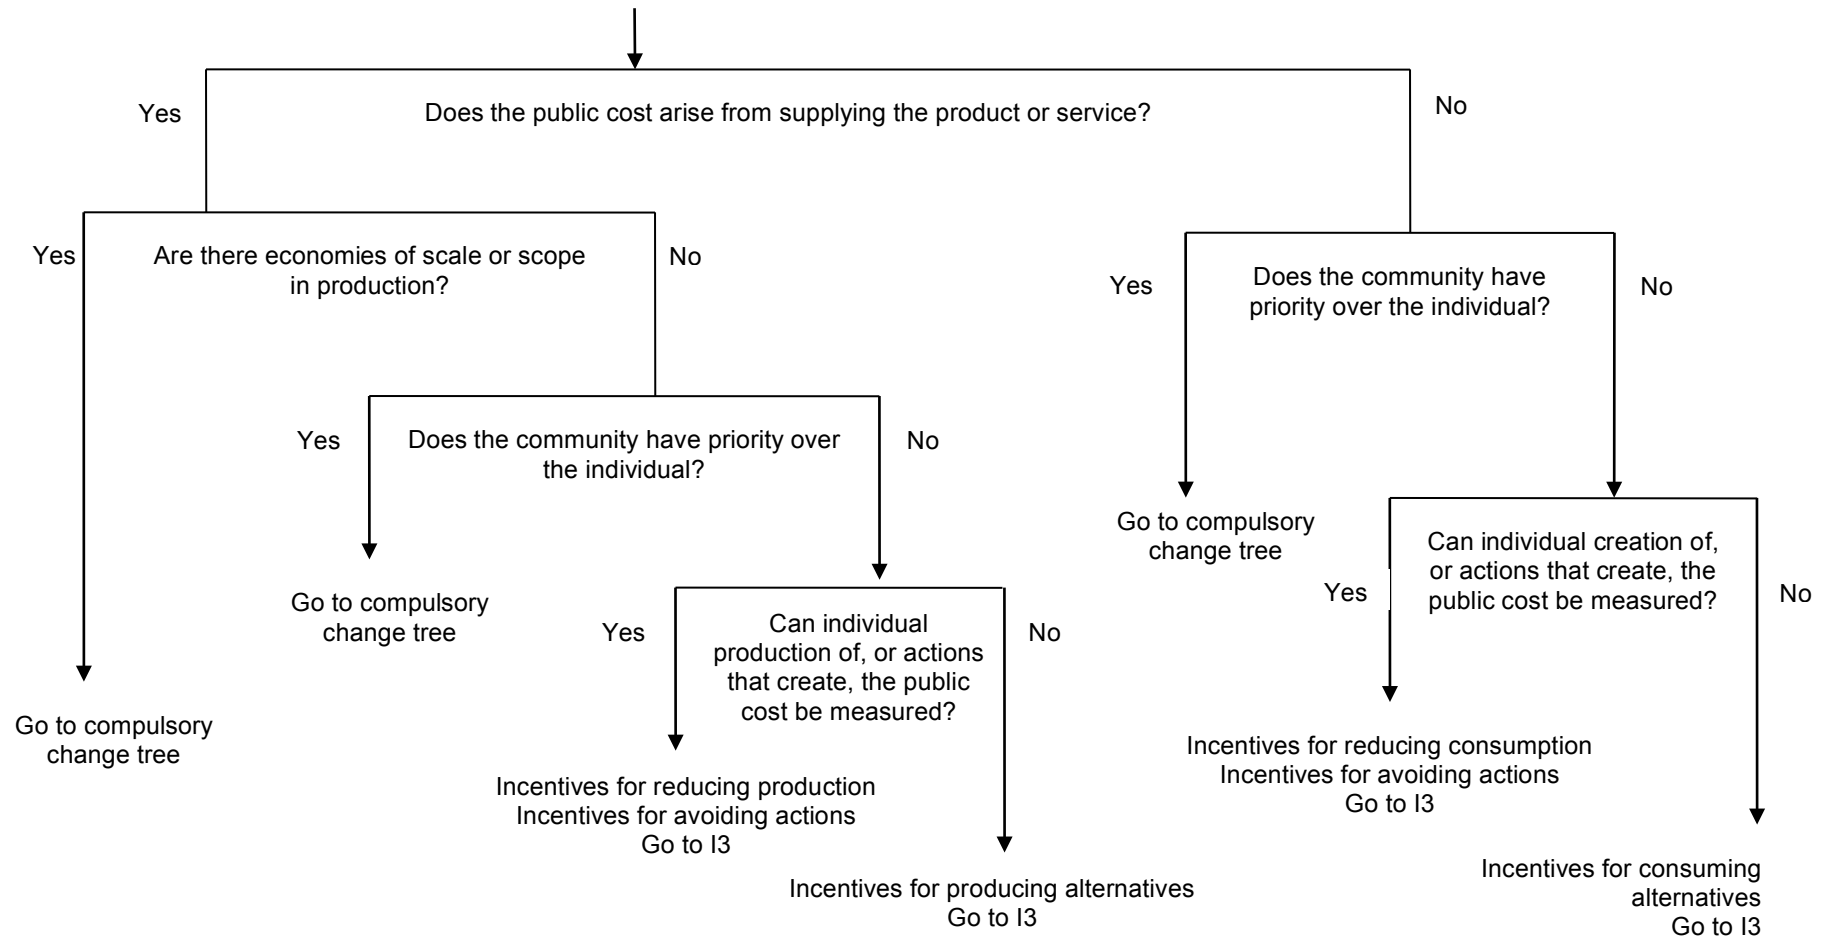 Yes
Does the public cost arise from supplying the product or service?
No
Yes
Are there economies of scale or scope
in production?
No
Yes
Does the community have
priority over the individual?
No
Yes
Does the community have priority over
the individual?
No
Go to compulsory
change tree
Yes
Can individual creation of,
or actions that create, the
public cost be measured?
No
Go to compulsory
change tree
Yes
Can individual
production of, or actions
that create, the public
cost be measured?
No
Go to compulsory
change tree
Incentives for reducing consumption
Incentives for avoiding actions
Go to I3
Incentives for reducing production
Incentives for avoiding actions
Go to I3
Incentives for producing alternatives
Go to I3
Incentives for consuming
alternatives
Go to I3